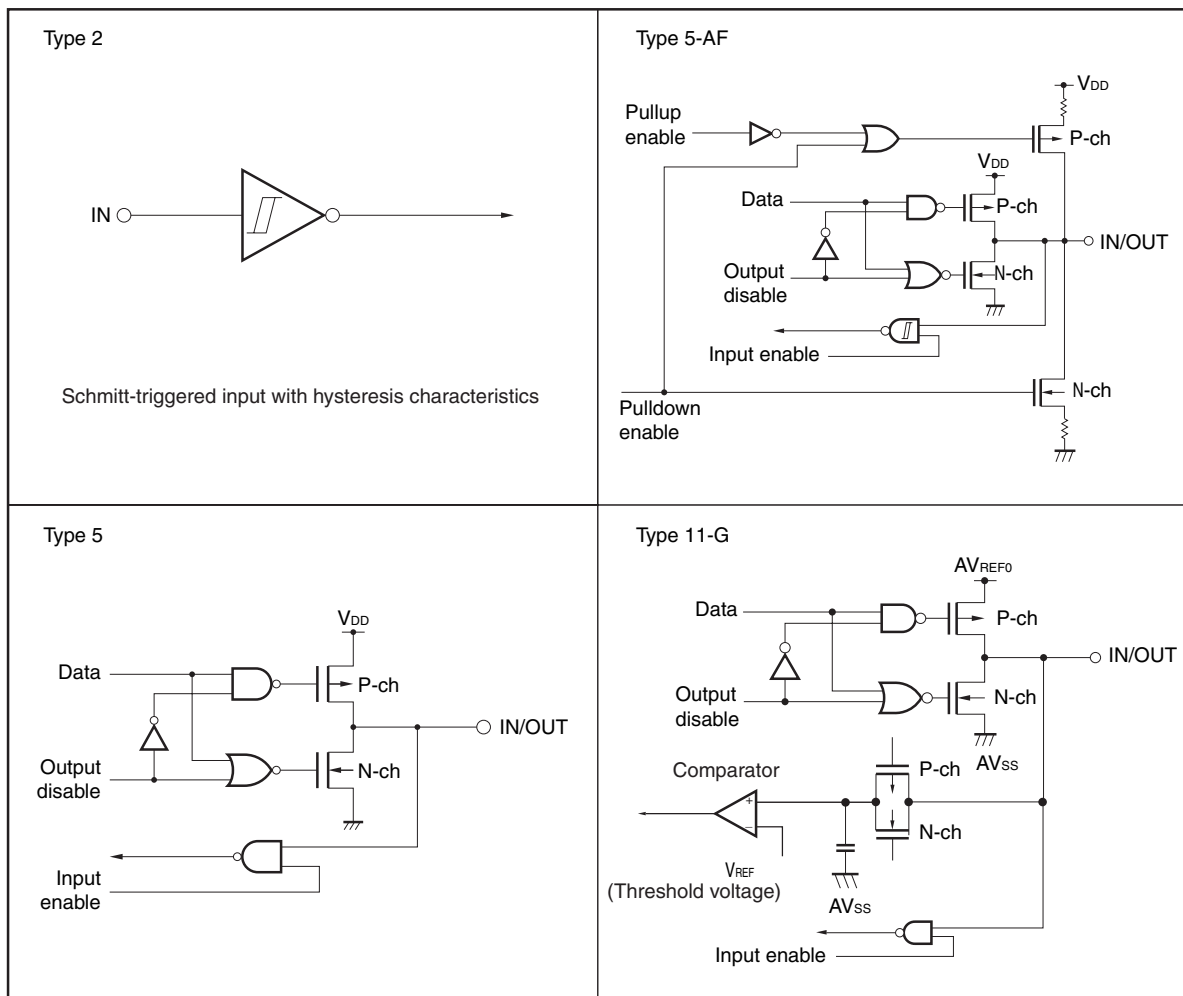 Type 2
IN
Schmitt-triggered input with hysteresis characteristics
Type 5-AF
VDD
Pullup
enable
P-ch
VDD
Data
P-ch
IN/OUT
Output
disable
N-ch
Input enable
N-ch
Pulldown
enable
Type 5
VDD
Data
P-ch
IN/OUT
Output
disable
N-ch
Input
enable
Type 11-G
AVREF0
Data
P-ch
IN/OUT
Output
disable
N-ch
AVSS
Comparator
P-ch
+
−
N-ch
VREF
(Threshold voltage)
AVSS
Input enable